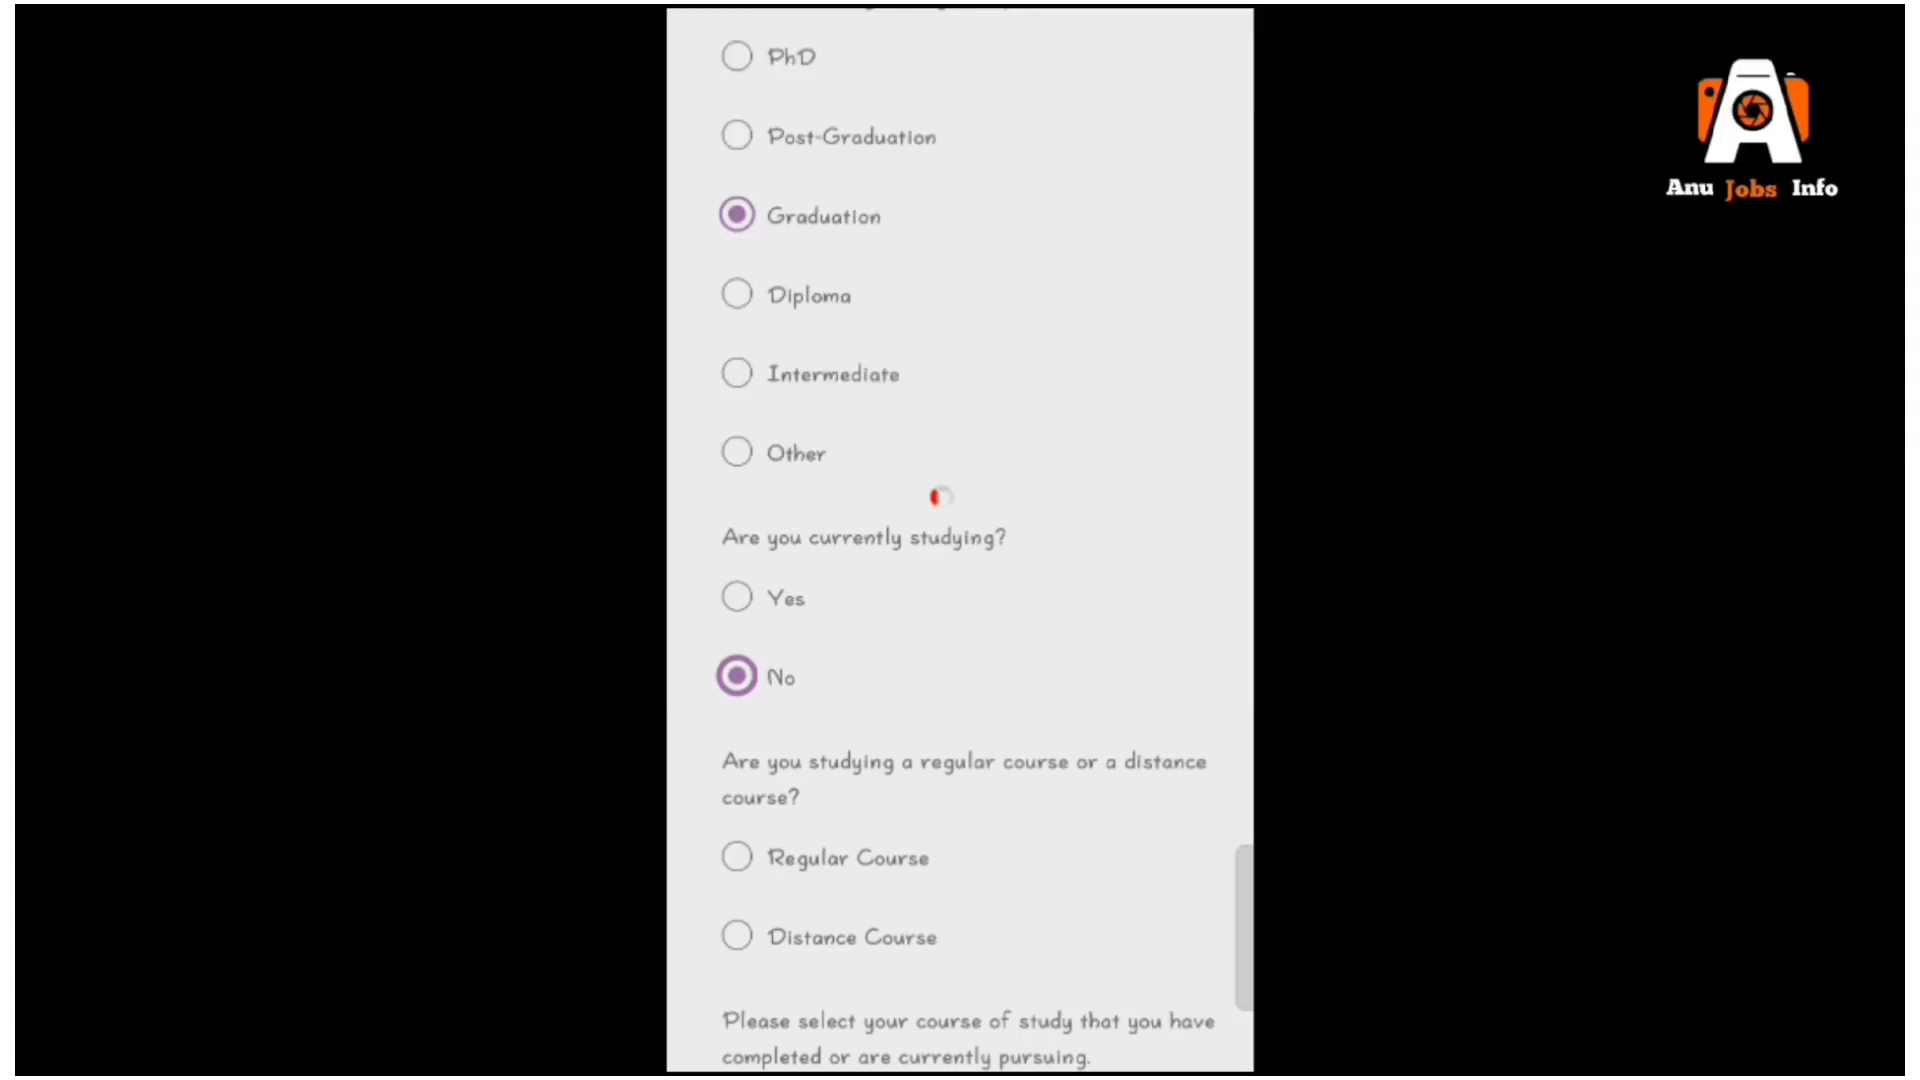 PhD
Post-Graduation
Graduation
Diploma
Intermediate
Other
Are you currently studying?
Yes
No
Are you studying a regular course or a distance
course?
Regular Course
Distance Course
Please select your course of study that you have
completed or are currently pursuing.
Anu Jobs Info